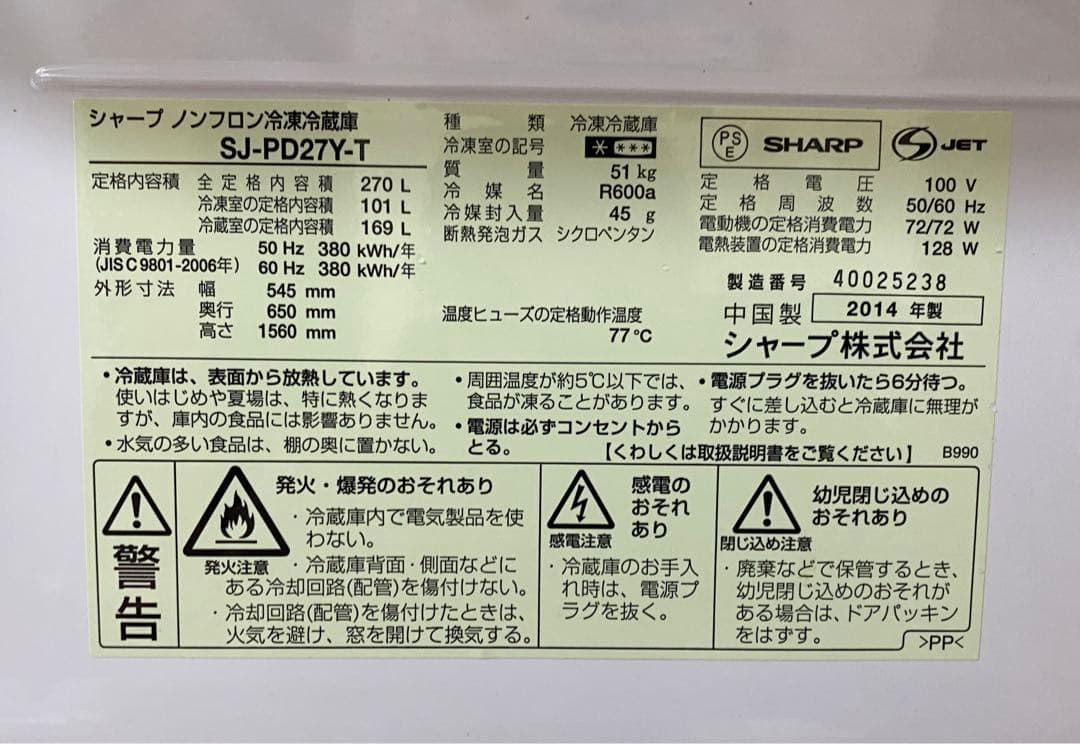 シャープ ノンフロン冷凍冷蔵庫
SJ-PD27Y-T
定格内容積 全定格内容積 270 L
冷凍室の定格内容積 101 L
冷蔵室の定格内容積 169 L
消費電力量 50 Hz 380 kWh/年
(JIS C 9801-2006年) 60 Hz 380 kWh/年
外形寸法 幅 545 mm
奥行 650 mm
高さ 1560 mm
種類 冷凍冷蔵庫
冷凍室の記号 * ***
質量 51 kg
冷媒名 R600a
冷媒封入量 45 g
断熱発泡ガス シクロペンタン
温度ヒューズの定格動作温度
77℃
PSE SHARP JET
定格電圧 100 V
定格周波数 50/60 Hz
電動機の定格消費電力 72/72 W
電熱装置の定格消費電力 128 W
製造番号 40025238
中国製 2014 年製
シャープ株式会社
・冷蔵庫は、表面から放熱しています。
使いはじめや夏場は、特に熱くなりま
すが、庫内の食品には影響ありません。
・水気の多い食品は、棚の奥に置かない。
・周囲温度が約5℃以下では、
食品が凍ることがあります。
・電源は必ずコンセントから
とる。
・電源プラグを抜いたら6分待つ。
すぐに差し込むと冷蔵庫に無理が
かかります。
【くわしくは取扱説明書をご覧ください】 B990
警告
発火注意
発火・爆発のおそれあり
・冷蔵庫内で電気製品を使
わない。
・冷蔵庫背面・側面などに
ある冷却回路(配管)を傷付けない。
・冷却回路(配管)を傷付けたときは、
火気を避け、窓を開けて換気する。
感電注意
感電の
おそれ
あり
・冷蔵庫のお手入
れ時は、電源プ
ラグを抜く。
閉じ込め注意
幼児閉じ込めの
おそれあり
・廃棄などで保管するとき、
幼児閉じ込めのおそれが
ある場合は、ドアパッキン
をはずす。
>PP<